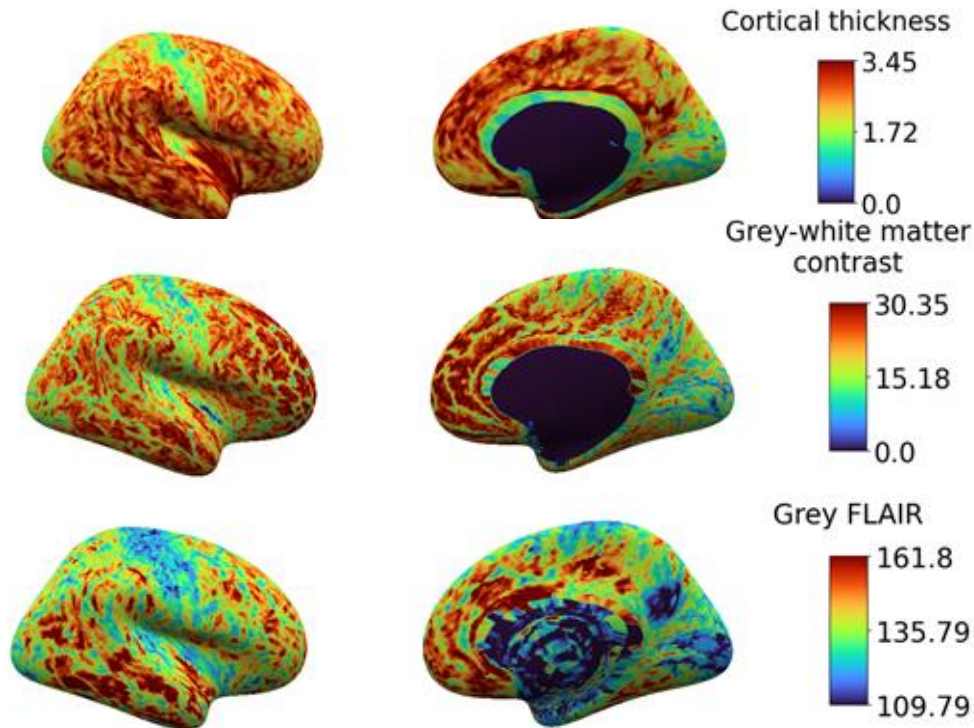 Cortical thickness
3.45
1.72
0.0
Grey-white matter
contrast
30.35
15.18
0.0
Grey FLAIR
161.8
135.79
109.79